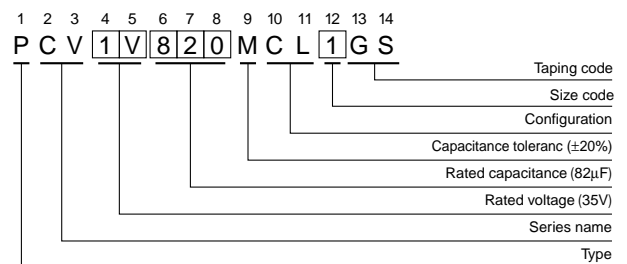 1 2 3 4 5 6 7 8 9 10 11 12 13 14
P C V 1 V 8 2 0 M C L 1 G S
Taping code
Size code
Configuration
Capacitance toleranc (±20%)
Rated capacitance (82μF)
Rated voltage (35V)
Series name
Type